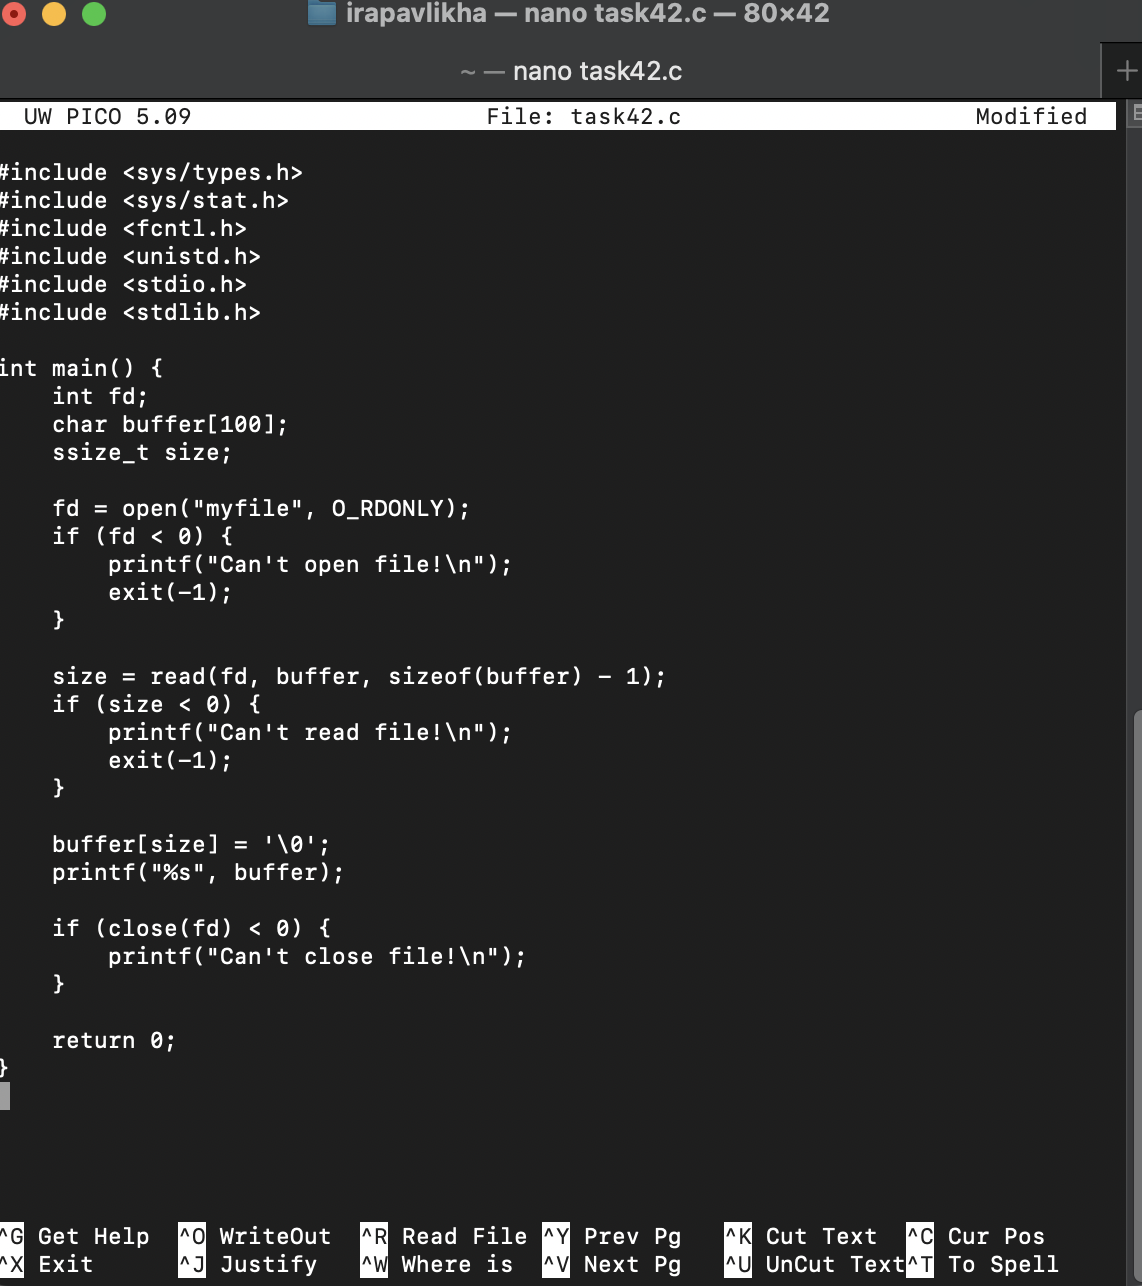 irapavlikha — nano task42.c — 80×42
~ — nano task42.c
UW PICO 5.09 File: task42.c Modified
#include <sys/types.h>
#include <sys/stat.h>
#include <fcntl.h>
#include <unistd.h>
#include <stdio.h>
#include <stdlib.h>
int main() {
    int fd;
    char buffer[100];
    ssize_t size;
    fd = open("myfile", O_RDONLY);
    if (fd < 0) {
        printf("Can't open file!\n");
        exit(-1);
    }
    size = read(fd, buffer, sizeof(buffer) - 1);
    if (size < 0) {
        printf("Can't read file!\n");
        exit(-1);
    }
    buffer[size] = '\0';
    printf("%s", buffer);
    if (close(fd) < 0) {
        printf("Can't close file!\n");
    }
    return 0;
}
^G Get Help ^O WriteOut ^R Read File ^Y Prev Pg ^K Cut Text ^C Cur Pos
^X Exit ^J Justify ^W Where is ^V Next Pg ^U UnCut Text ^T To Spell